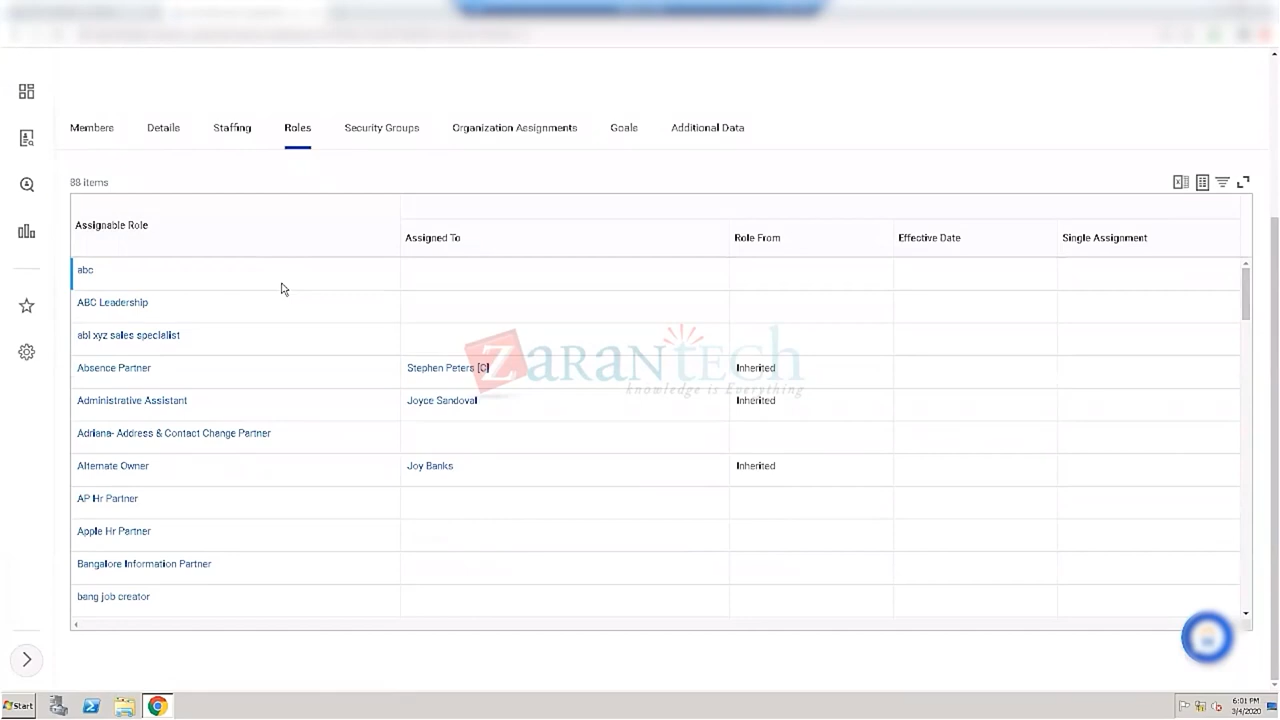 Members Details Staffing Roles Security Groups Organization Assignments Goals Additional Data
88 items
Assignable Role
Assigned To Role From Effective Date Single Assignment
abc
ABC Leadership
abl xyz sales specialist
Absence Partner Stephen Peters [C] Inherited
Administrative Assistant Joyce Sandoval Inherited
Adriana- Address & Contact Change Partner
Alternate Owner Joy Banks Inherited
AP Hr Partner
Apple Hr Partner
Bangalore Information Partner
bang job creator
ZARANTECH
Knowledge is Everything
Start
6:01 PM
3/4/2020